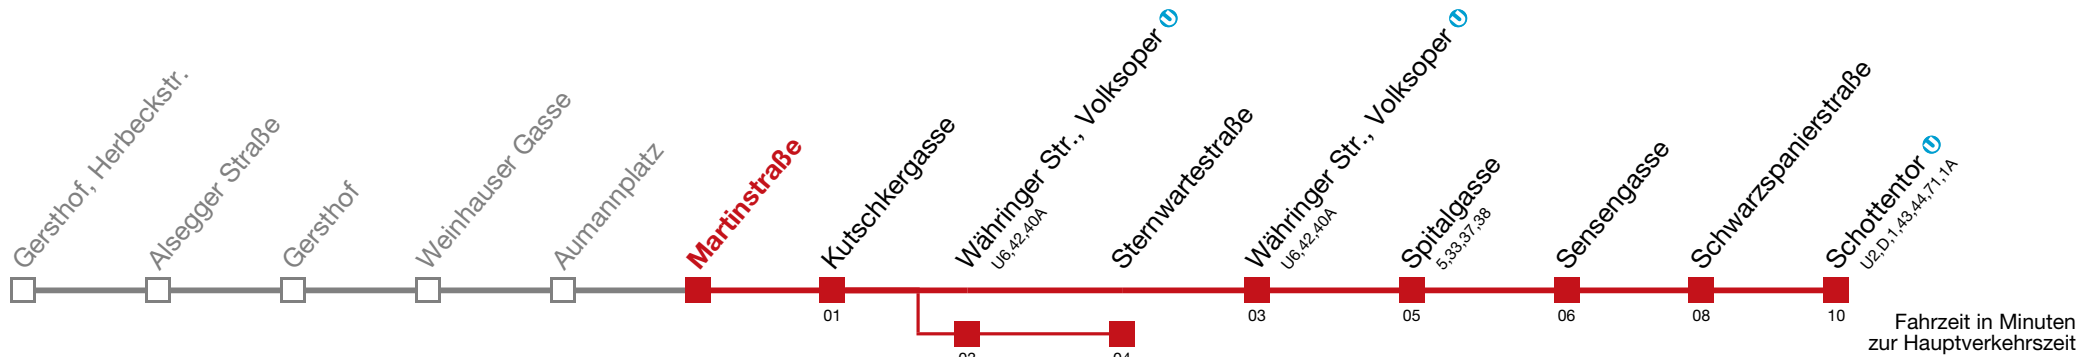 Gersthof, Herbeckstr.
Alsegger Straße
Gersthof
Weinhauser Gasse
Aumannplatz
Martinstraße
Kutschkergasse
Währinger Str., Volksoper U
U6,42,40A
Sternwartestraße
Währinger Str., Volksoper U
U6,42,40A
Spitalgasse
5,33,37,38
Sensengasse
Schwarzspanierstraße
Schottentor U
U2,D,1,43,44,71,1A
01
03
05
06
08
10
Fahrzeit in Minuten
zur Hauptverkehrszeit